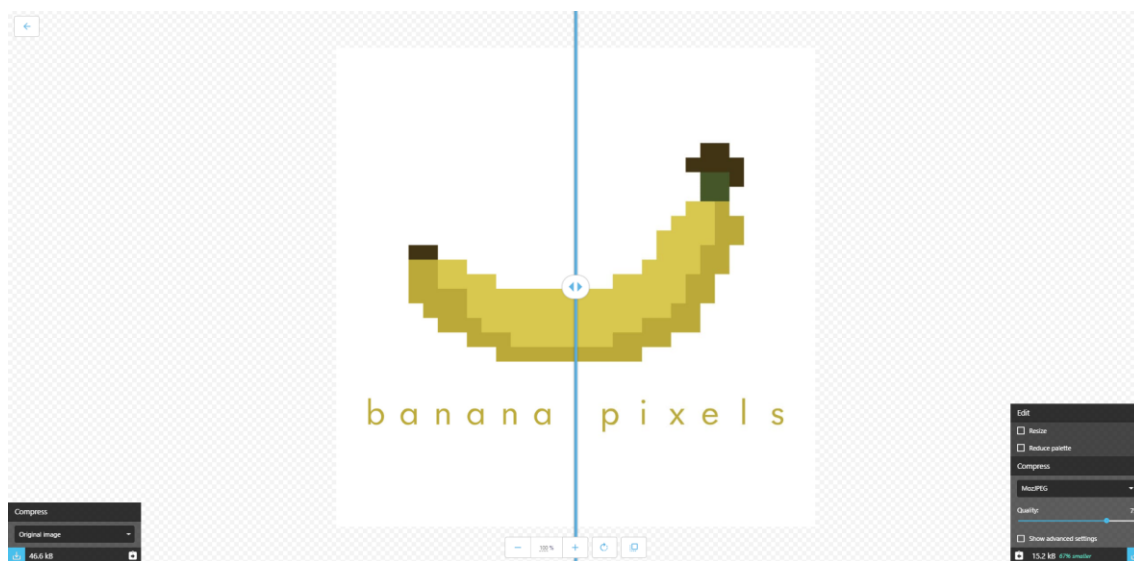 banana pixels
Compress
Original image
46.6 kB
100%
Edit
Resize
Reduce palette
Compress
MozJPEG
Quality:
Show advanced settings
15.2 kB 67% smaller